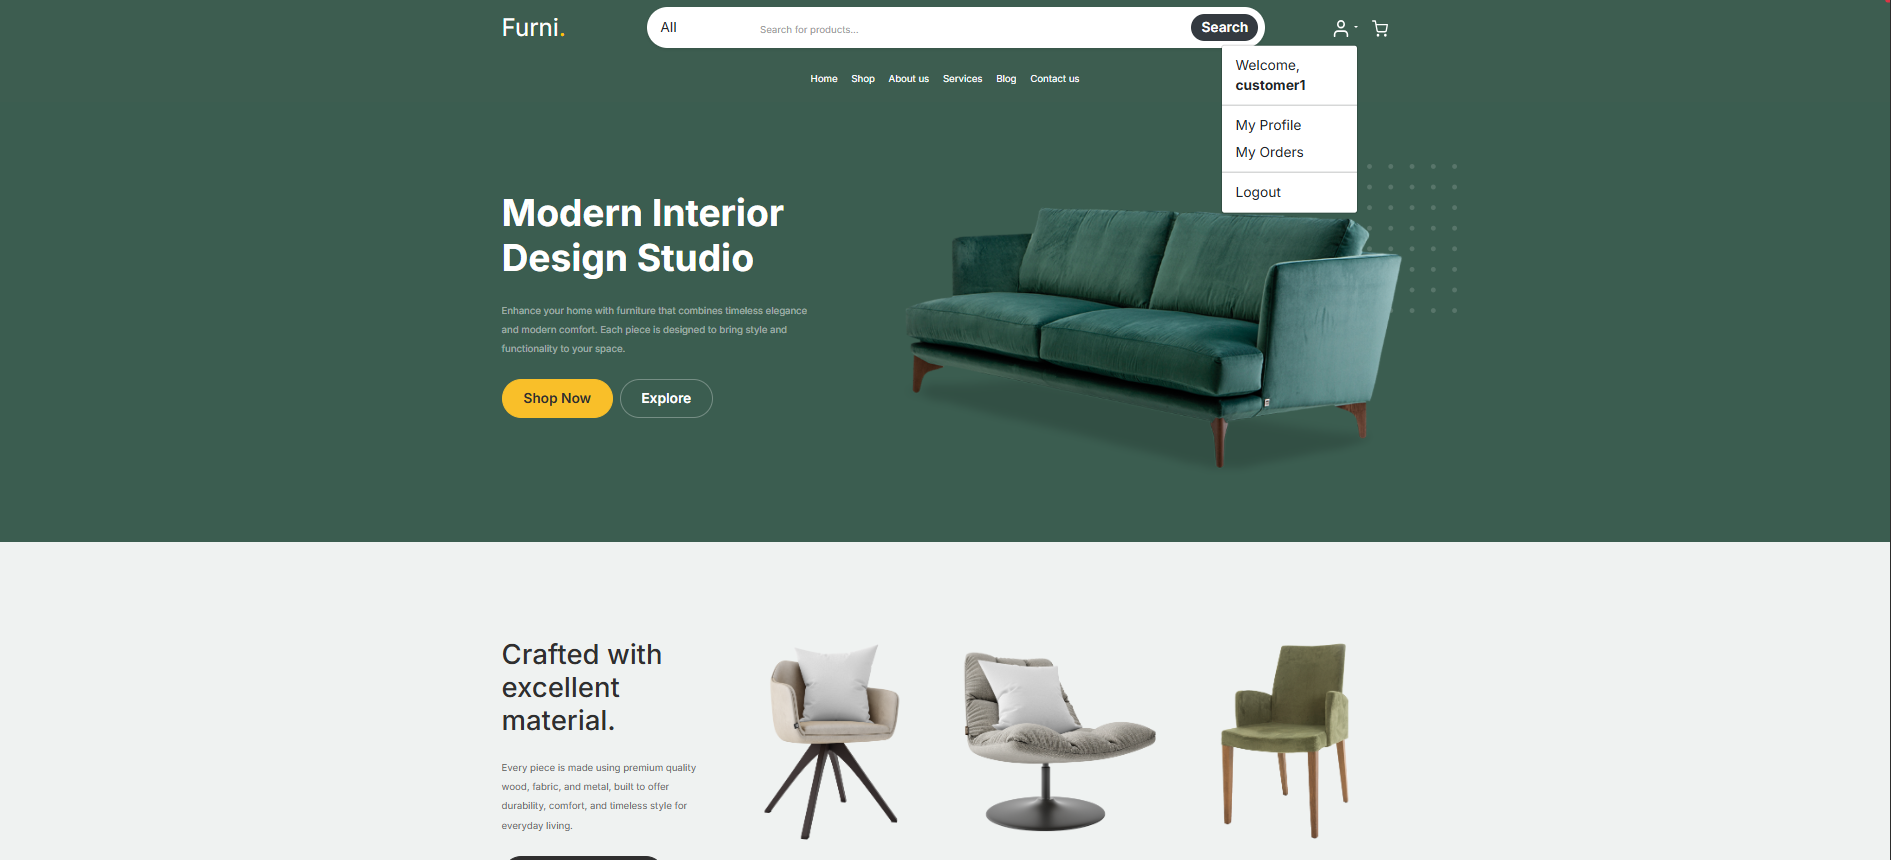 Furni.
All
Search for products...
Search
Home Shop About us Services Blog Contact us
Welcome,
customer1
My Profile
My Orders
Logout
Modern Interior
Design Studio
Enhance your home with furniture that combines timeless elegance
and modern comfort. Each piece is designed to bring style and
functionality to your space.
Shop Now
Explore
Crafted with
excellent
material.
Every piece is made using premium quality
wood, fabric, and metal, built to offer
durability, comfort, and timeless style for
everyday living.